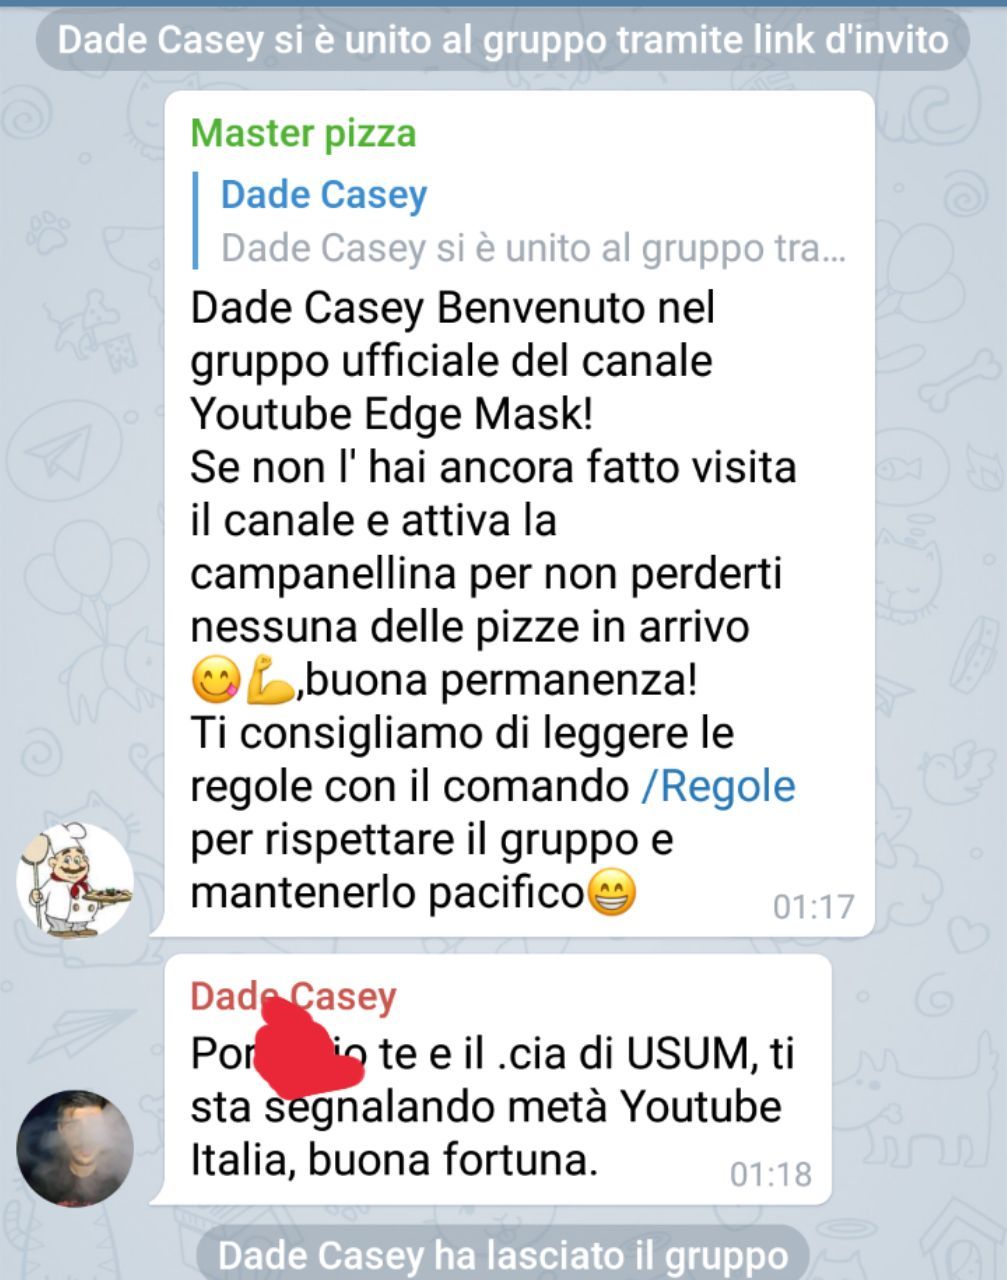 Dade Casey si è unito al gruppo tramite link d'invito
Master pizza
Dade Casey
Dade Casey si è unito al gruppo tra...
Dade Casey Benvenuto nel
gruppo ufficiale del canale
Youtube Edge Mask!
Se non l' hai ancora fatto visita
il canale e attiva la
campanellina per non perderti
nessuna delle pizze in arrivo
😋💪,buona permanenza!
Ti consigliamo di leggere le
regole con il comando /Regole
per rispettare il gruppo e
mantenerlo pacifico😁
01:17
Dade Casey
te e il .cia di USUM, ti
sta segnalando metà Youtube
Italia, buona fortuna.
01:18
Dade Casey ha lasciato il gruppo